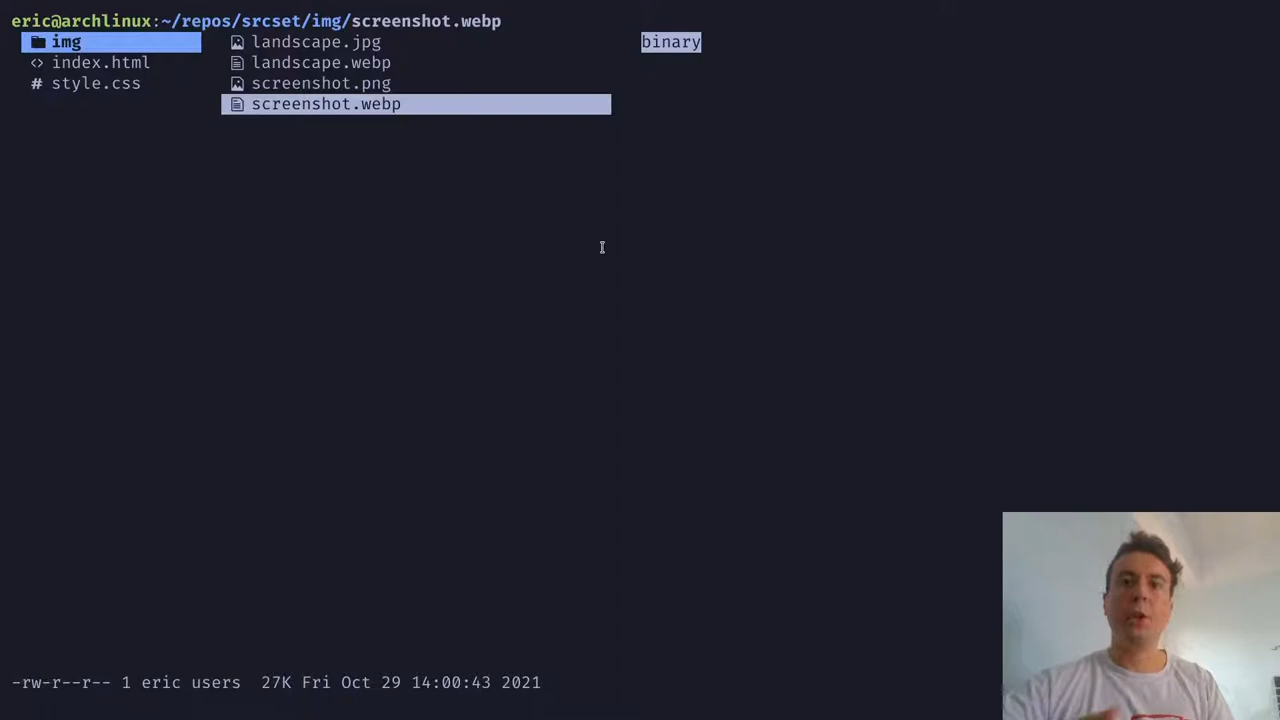 eric@archlinux:~/repos/srcset/img/screenshot.webp
img
index.html
# style.css
landscape.jpg
landscape.webp
screenshot.png
screenshot.webp
binary
-rw-r--r-- 1 eric users  27K Fri Oct 29 14:00:43 2021